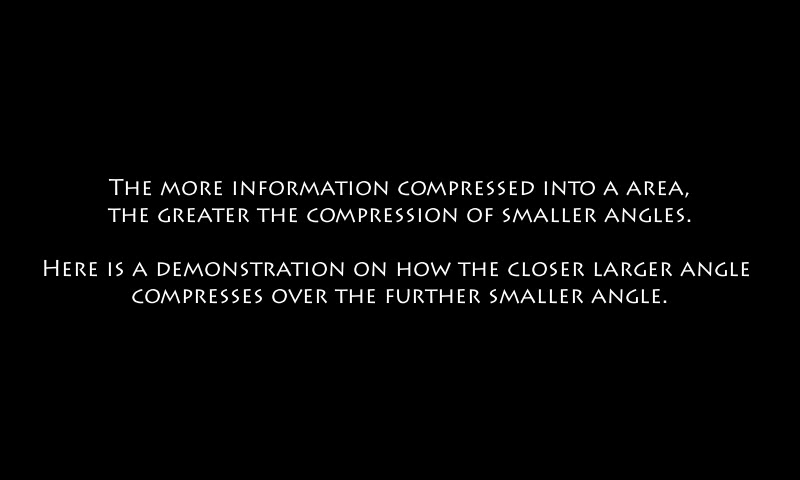 The more information compressed into a area,
the greater the compression of smaller angles.
Here is a demonstration on how the closer larger angle
compresses over the further smaller angle.